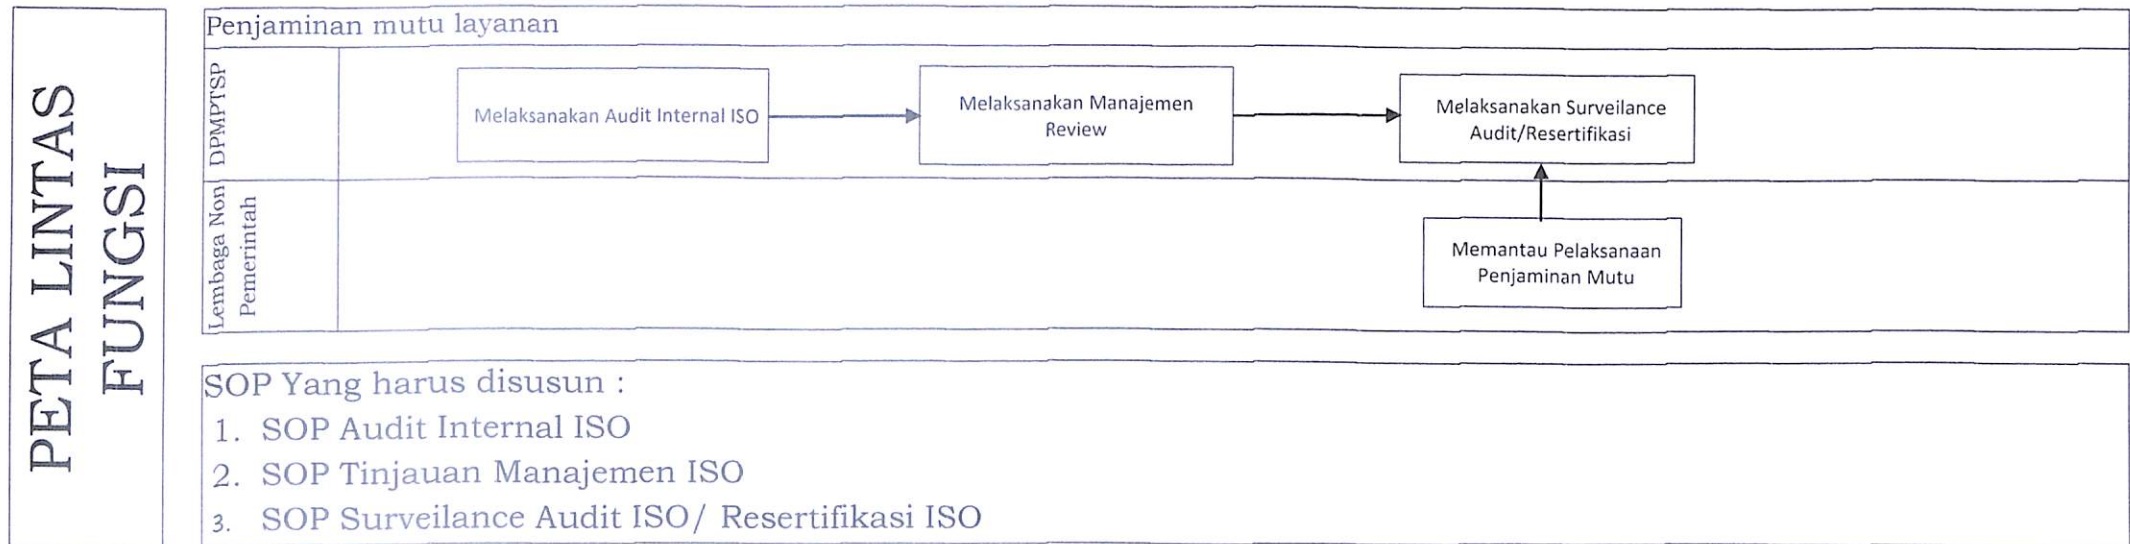 PETA LINTAS
FUNGSI
Penjaminan mutu layanan
DPMPTSP
Melaksanakan Audit Internal ISO
Melaksanakan Manajemen
Review
Melaksanakan Surveilance
Audit/Resertifikasi
Lembaga Non
Pemerintah
Memantau Pelaksanaan
Penjaminan Mutu
SOP Yang harus disusun :
1. SOP Audit Internal ISO
2. SOP Tinjauan Manajemen ISO
3. SOP Surveilance Audit ISO/ Resertifikasi ISO